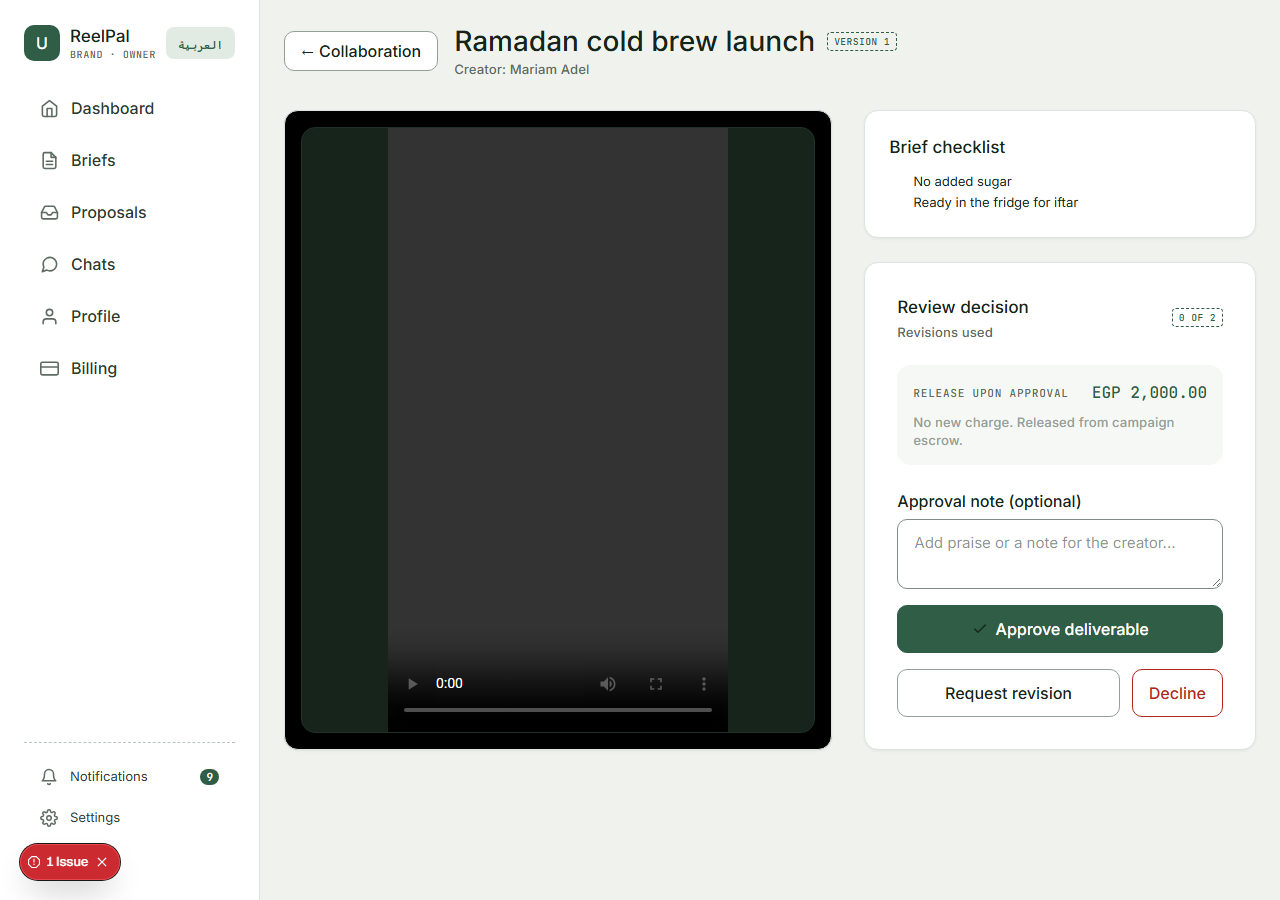 U
ReelPal
BRAND · OWNER
العربية
Dashboard
Briefs
Proposals
Chats
Profile
Billing
Notifications
9
Settings
1 Issue
← Collaboration
Ramadan cold brew launch
VERSION 1
Creator: Mariam Adel
0:00
Brief checklist
No added sugar
Ready in the fridge for iftar
Review decision
Revisions used
0 OF 2
RELEASE UPON APPROVAL
EGP 2,000.00
No new charge. Released from campaign
escrow.
Approval note (optional)
Add praise or a note for the creator...
Approve deliverable
Request revision
Decline